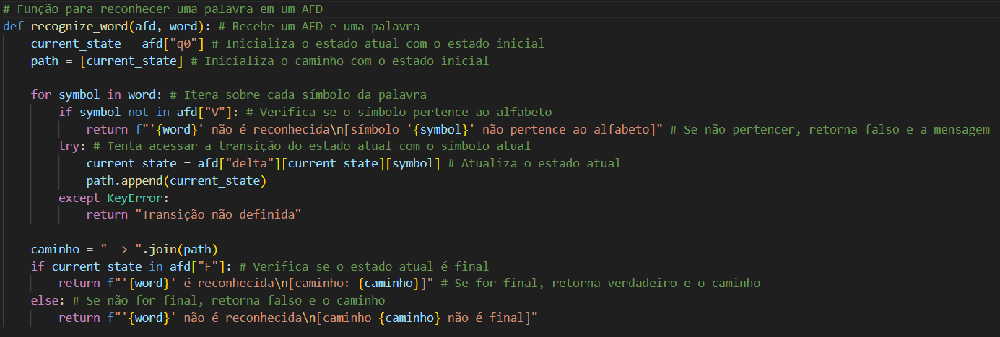 # Função para reconhecer uma palavra em um AFD
def recognize_word(afd, word): # Recebe um AFD e uma palavra
    current_state = afd["q0"] # Inicializa o estado atual com o estado inicial
    path = [current_state] # Inicializa o caminho com o estado inicial

    for symbol in word: # Itera sobre cada símbolo da palavra
        if symbol not in afd["V"]: # Verifica se o símbolo pertence ao alfabeto
            return f"'{word}' não é reconhecida\n[símbolo '{symbol}' não pertence ao alfabeto]" # Se não pertencer, retorna falso e a mensagem
        try: # Tenta acessar a transição do estado atual com o símbolo atual
            current_state = afd["delta"][current_state][symbol] # Atualiza o estado atual
            path.append(current_state)
        except KeyError:
            return "Transição não definida"

    caminho = " -> ".join(path)
    if current_state in afd["F"]: # Verifica se o estado atual é final
        return f"'{word}' é reconhecida\n[caminho: {caminho}]" # Se for final, retorna verdadeiro e o caminho
    else: # Se não for final, retorna falso e o caminho
        return f"'{word}' não é reconhecida\n[caminho {caminho} não é final]"